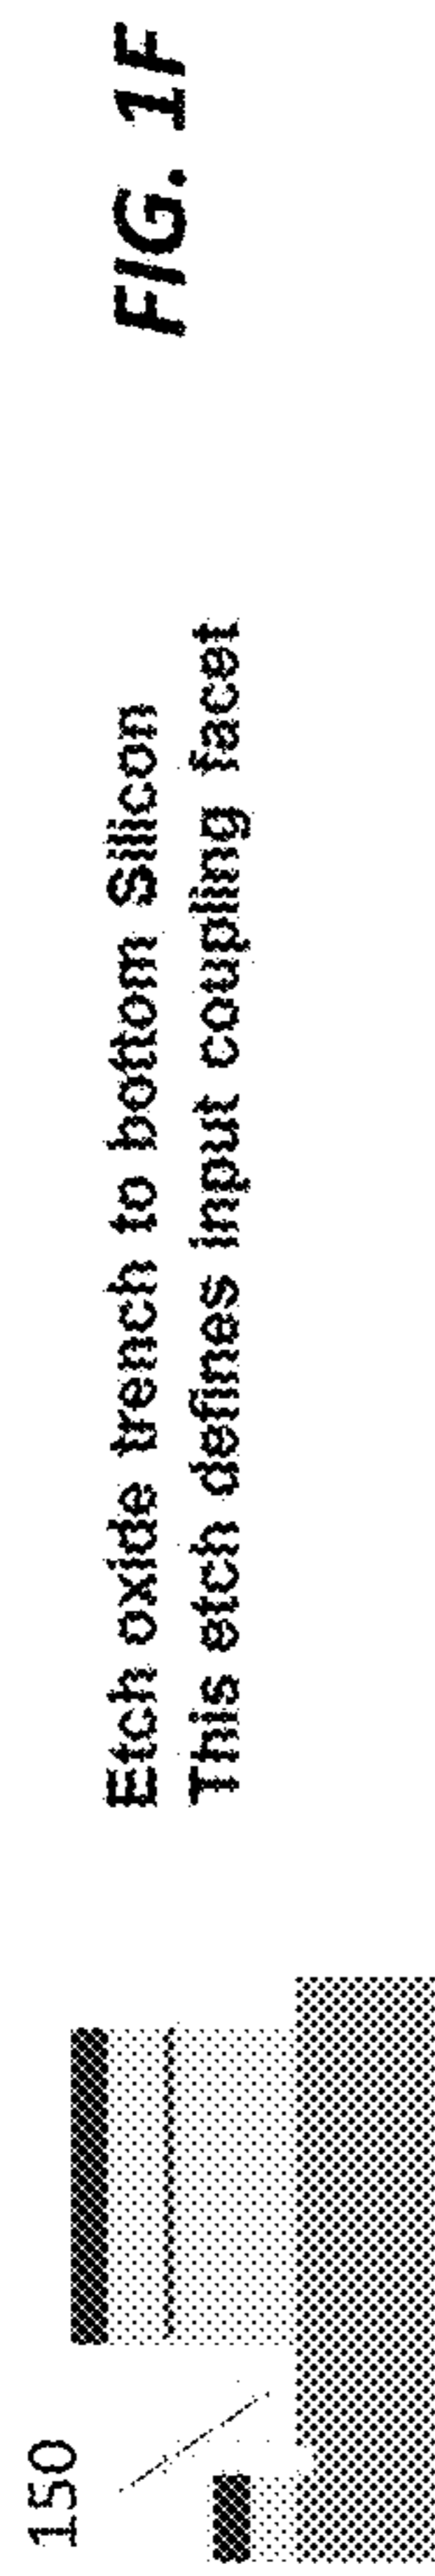 150
Etch oxide trench to bottom Silicon
This etch defines input coupling facet
FIG. 1F